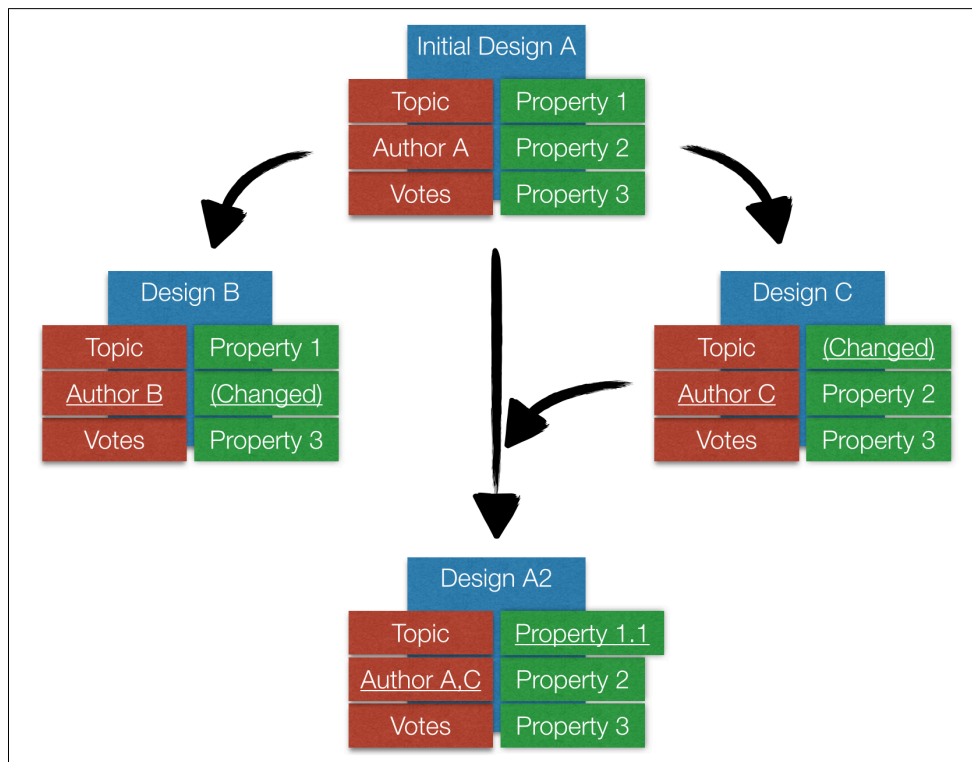 Initial Design A
Topic
Property 1
Author A
Property 2
Votes
Property 3
Design B
Topic
Property 1
Author B
(Changed)
Votes
Property 3
Design C
Topic
(Changed)
Author C
Property 2
Votes
Property 3
Design A2
Topic
Property 1.1
Author A,C
Property 2
Votes
Property 3